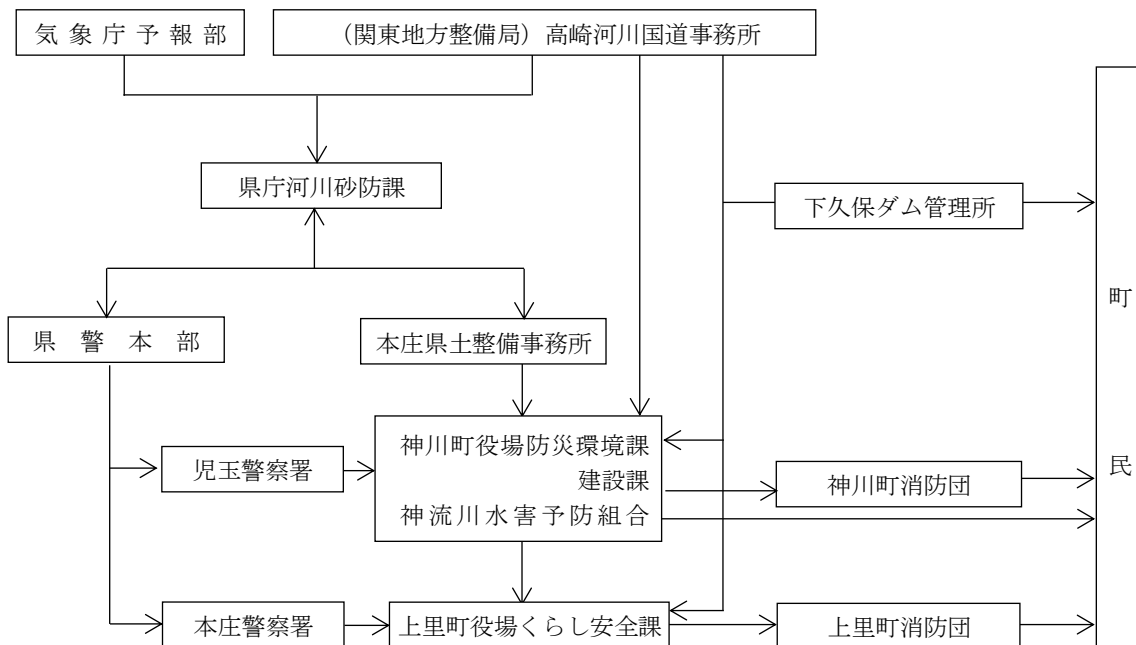 気象庁予報部
（関東地方整備局）高崎河川国道事務所
県庁河川砂防課
下久保ダム管理所
町民
県警本部
本庄県土整備事務所
児玉警察署
神川町役場防災環境課
建設課
神流川水害予防組合
神川町消防団
本庄警察署
上里町役場くらし安全課
上里町消防団